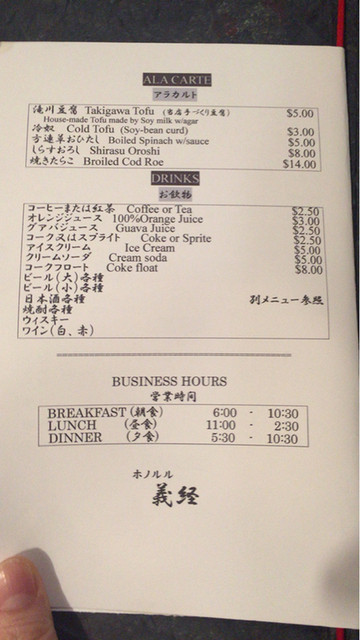 ALA CARTE
アラカルト
滝川豆腐 Takigawa Tofu (当店手づくり豆腐) $5.00
House-made Tofu made by Soy milk w/agar
冷奴 Cold Tofu (Soy-bean curd) $3.00
方連草おひたし Boiled Spinach w/sauce $5.00
しらすおろし Shirasu Oroshi $8.00
焼きたらこ Broiled Cod Roe $14.00
DRINKS
お飲物
コーヒーまたは紅茶 Coffee or Tea $2.50
オレンジジュース 100%Orange Juice $3.00
グアバジュース Guava Juice $2.50
コーク又はスプライト Coke or Sprite $2.50
アイスクリーム Ice Cream $5.00
クリームソーダ Cream soda $5.00
コークフロート Coke float $8.00
ビール(大)各種
ビール(小)各種
日本酒各種 別メニュー参照
焼酎各種
ウィスキー
ワイン(白、赤)
BUSINESS HOURS
営業時間
BREAKFAST (朝食) 6:00 - 10:30
LUNCH (昼食) 11:00 - 2:30
DINNER (夕食) 5:30 - 10:30
ホノルル
義経